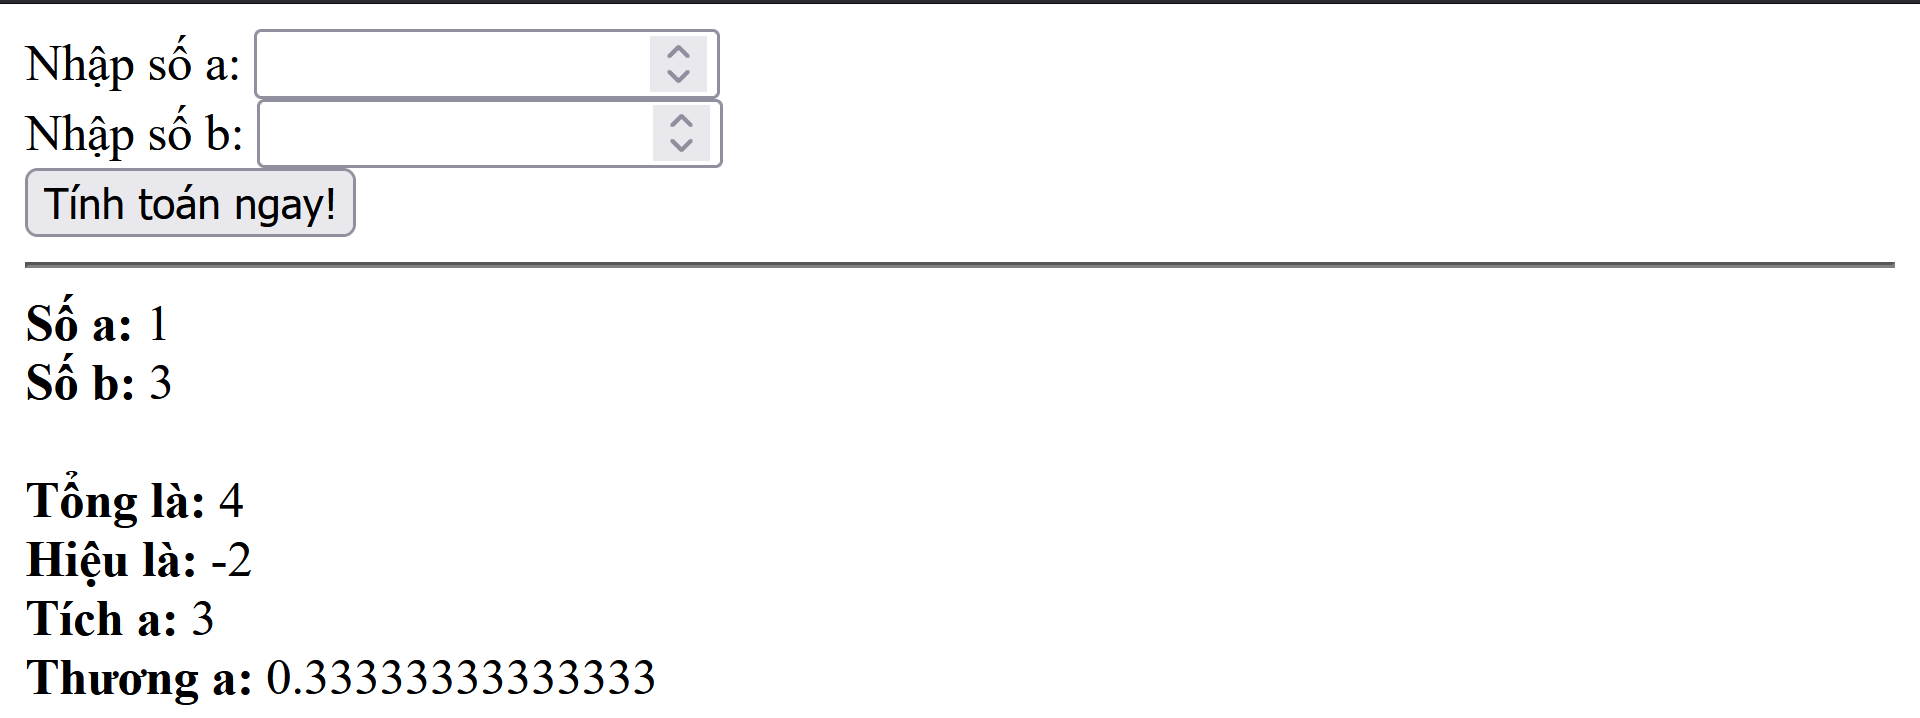 Nhập số a:
Nhập số b:
Tính toán ngay!
Số a: 1
Số b: 3
Tổng là: 4
Hiệu là: -2
Tích a: 3
Thương a: 0.33333333333333